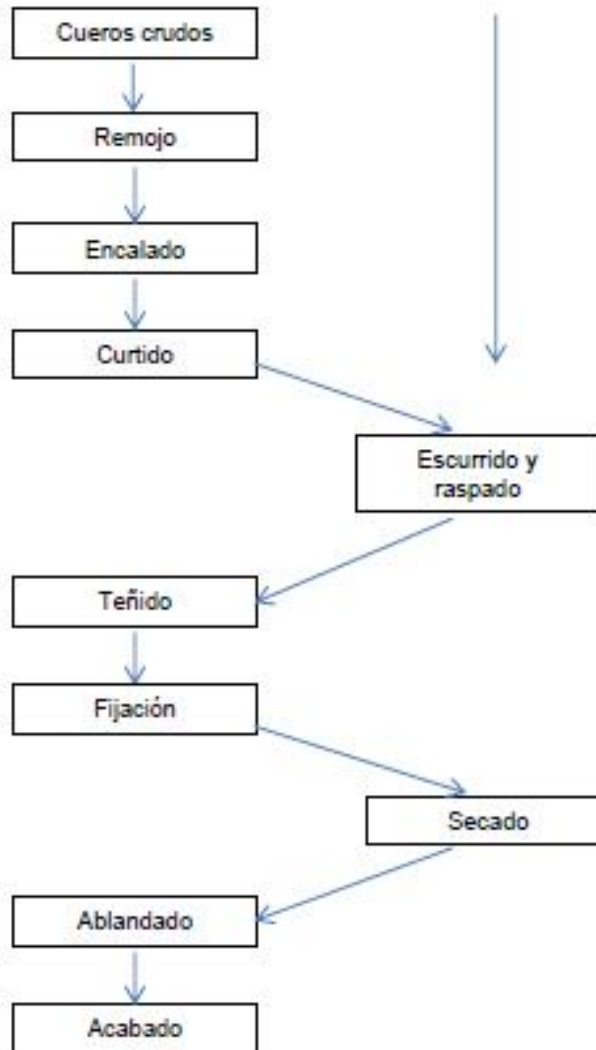 Cueros crudos
Remojo
Encalado
Curtido
Escurrido y
raspado
Teñido
Fijación
Secado
Ablandado
Acabado